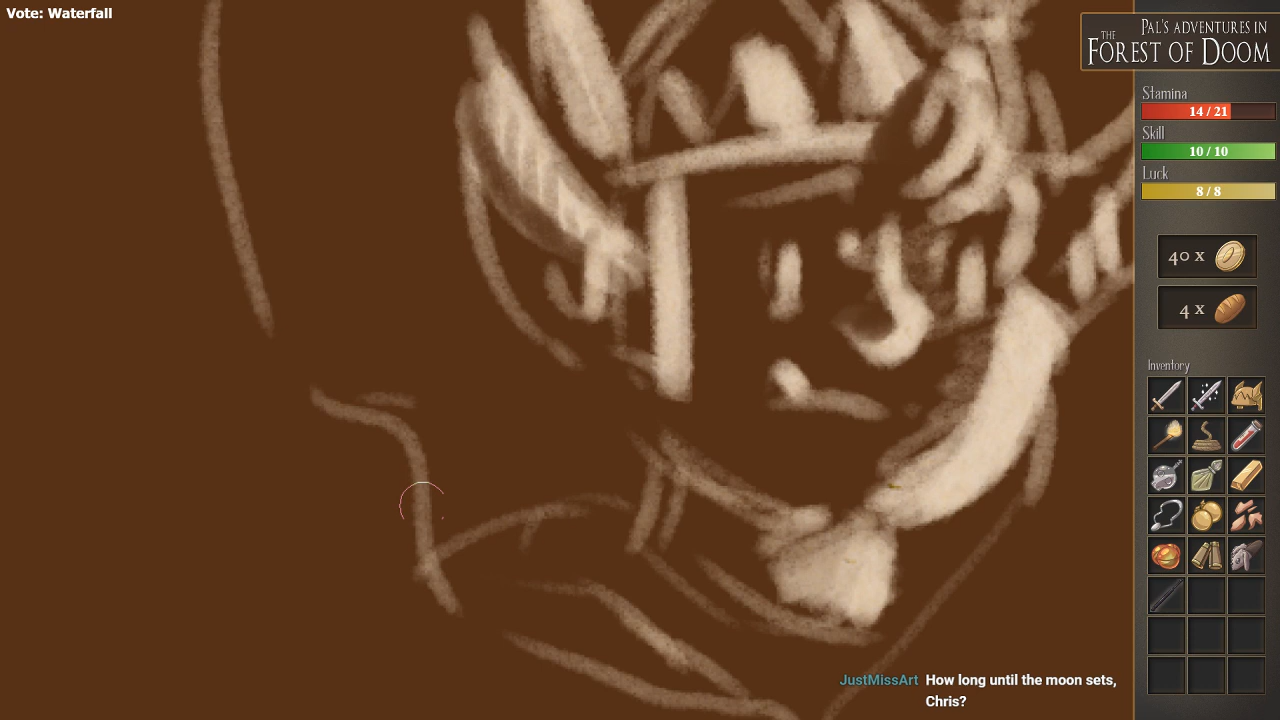 Vote: Waterfall
PAL'S ADVENTURES IN
THE FOREST OF DOOM
Stamina
14 / 21
Skill
10 / 10
Luck
8 / 8
40 x
4 x
Inventory
JustMissArt How long until the moon sets,
Chris?